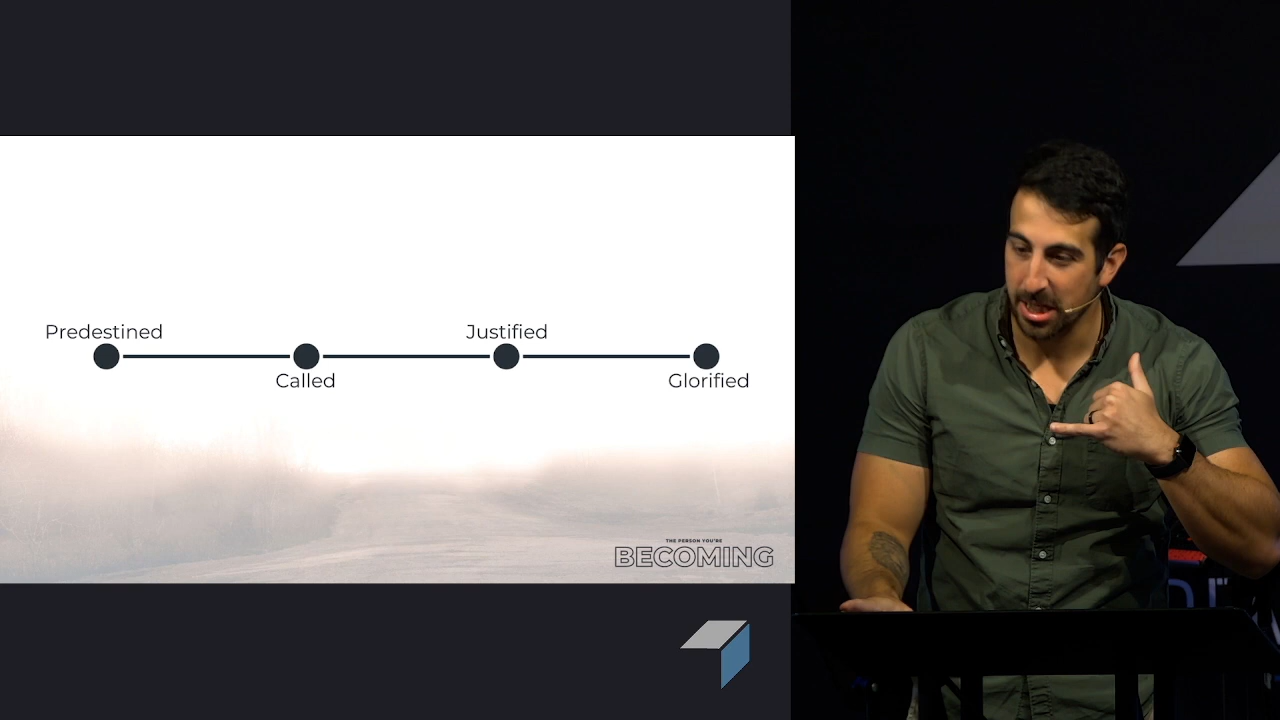 Predestined
Justified
Called
Glorified
THE PERSON YOU'RE
BECOMING